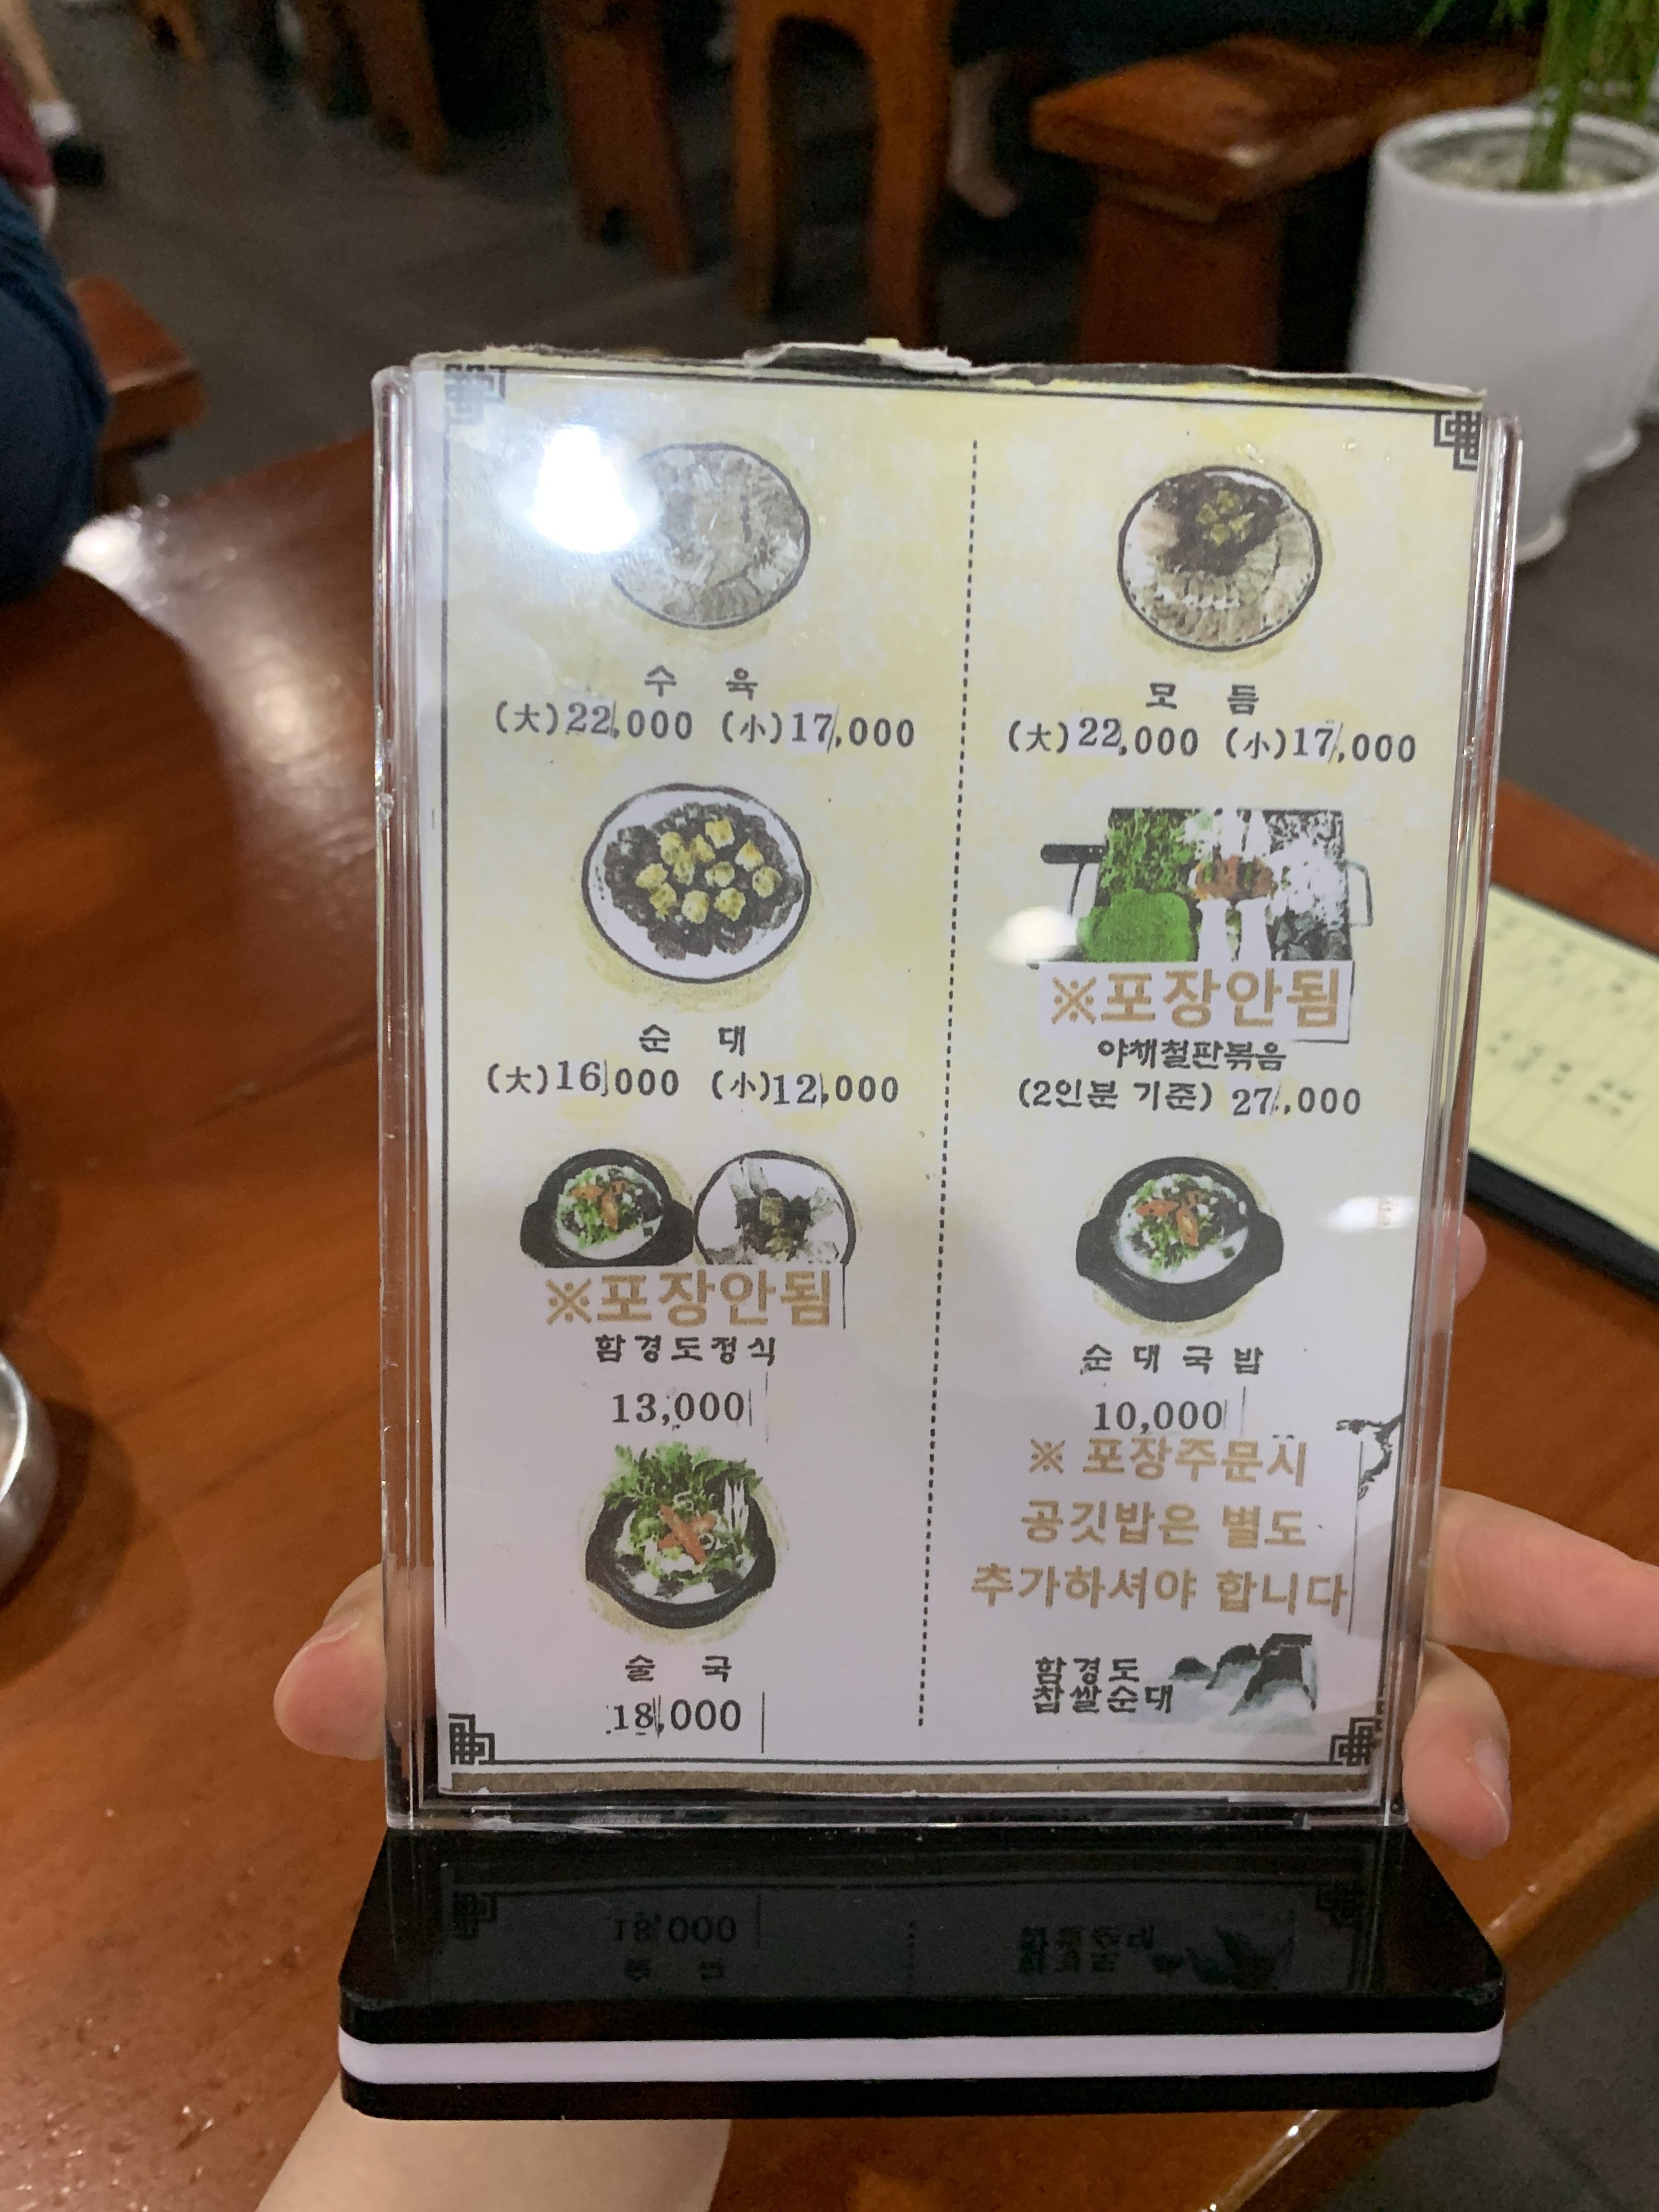 수 육
(大)22,000 (小)17,000
순 대
(大)16,000 (小)12,000
※포장안됨
함경도정식
13,000
술 국
18,000
모 듬
(大)22,000 (小)17,000
※포장안됨
야채철판볶음
(2인분 기준) 27,000
순대국밥
10,000
※ 포장주문시
공깃밥은 별도
추가하셔야 합니다
함경도
찹쌀순대